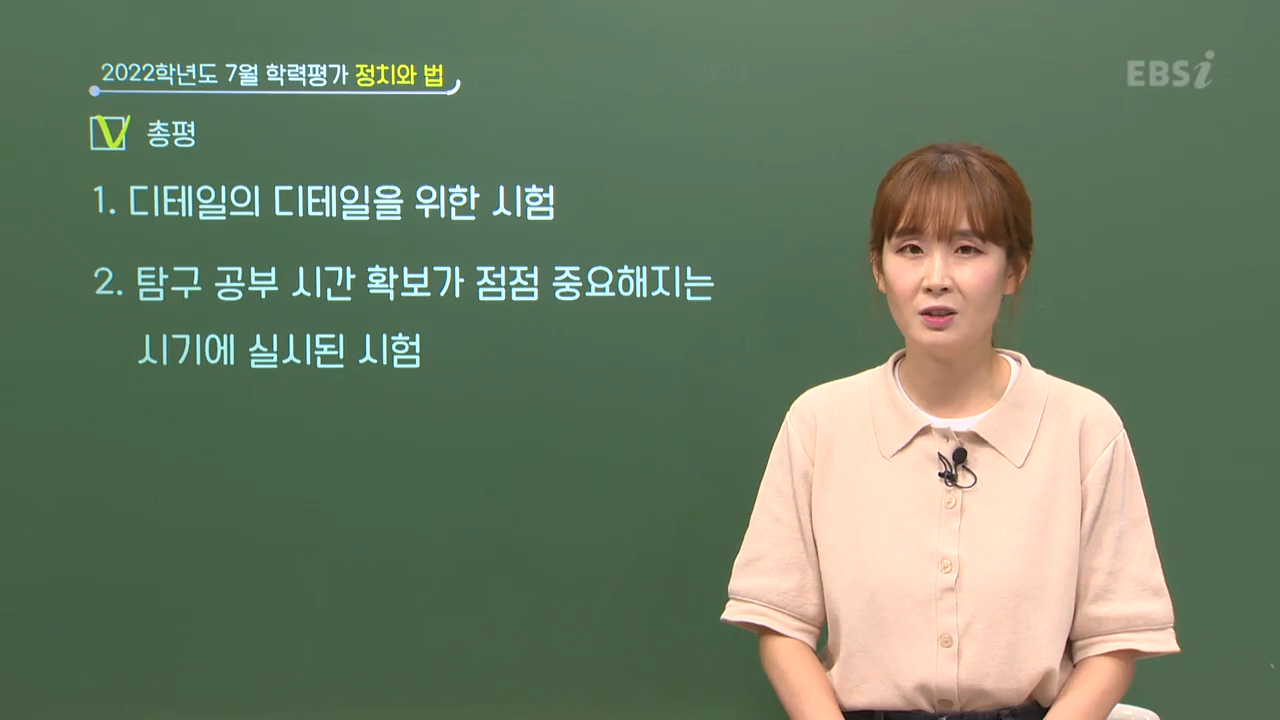 2022학년도 7월 학력평가 정치와 법
EBSi
총평
1. 디테일의 디테일을 위한 시험
2. 탐구 공부 시간 확보가 점점 중요해지는
시기에 실시된 시험